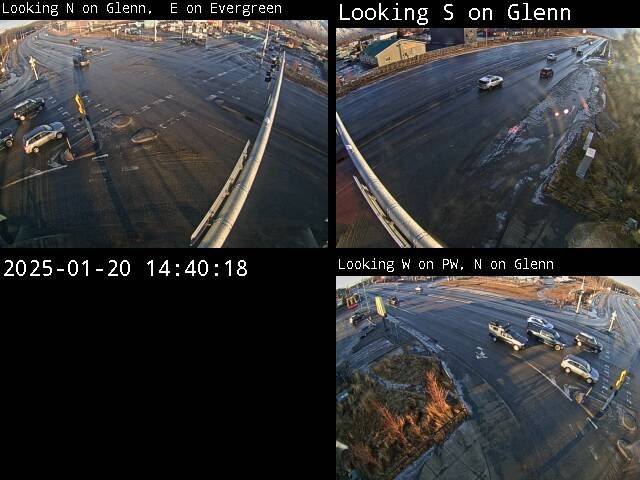 Looking N on Glenn,  E on Evergreen
Looking S on Glenn
2025-01-20 14:40:18
Looking W on PW, N on Glenn